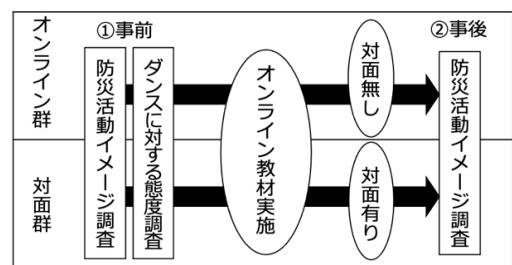 オンライン群
対面群
①事前
防災活動イメージ調査
ダンスに対する態度調査
オンライン教材実施
対面無し
対面有り
②事後
防災活動イメージ調査